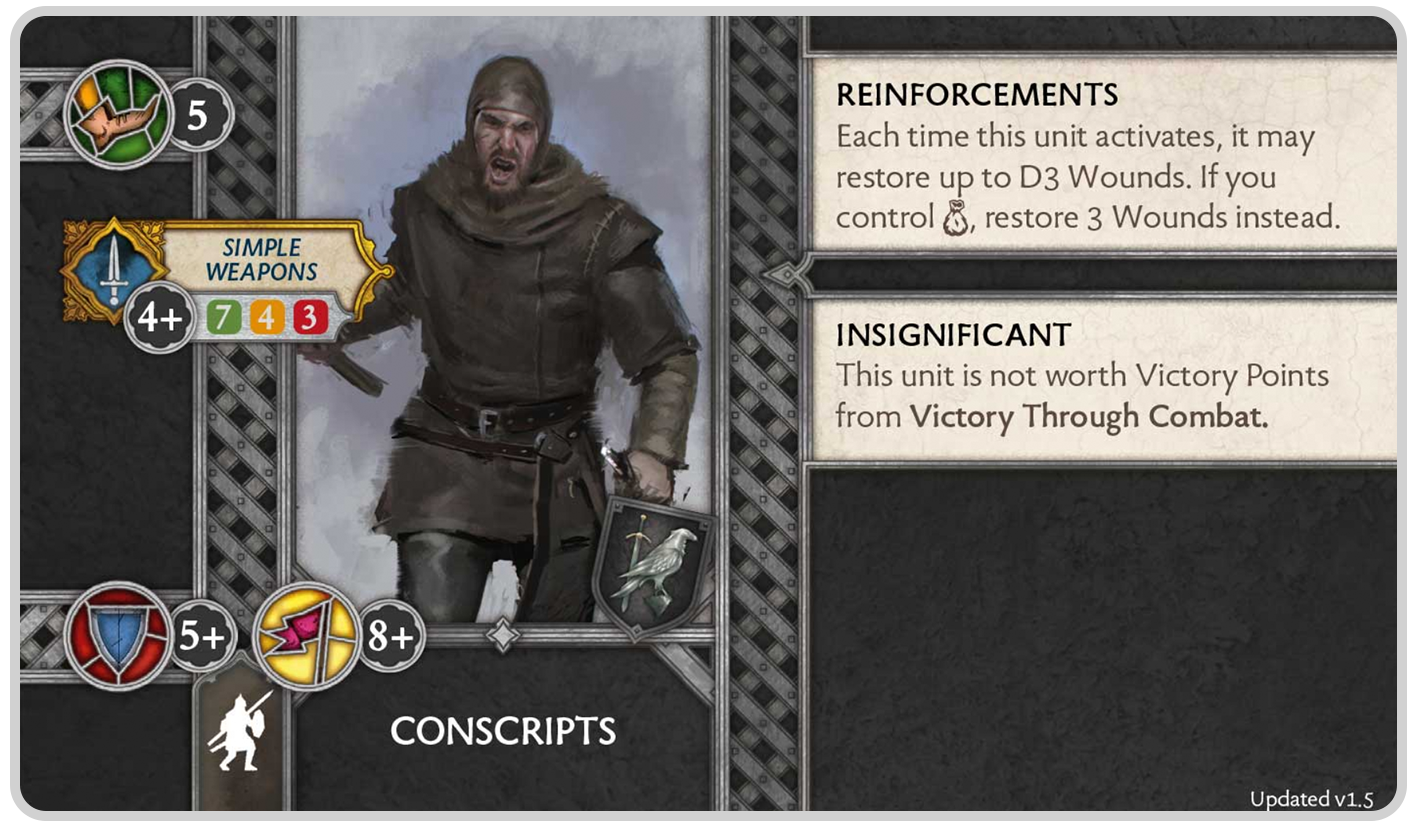 5
SIMPLE
WEAPONS
4+ 7 4 3
5+ 8+
CONSCRIPTS
REINFORCEMENTS
Each time this unit activates, it may
restore up to D3 Wounds. If you
control , restore 3 Wounds instead.
INSIGNIFICANT
This unit is not worth Victory Points
from Victory Through Combat.
Updated v1.5